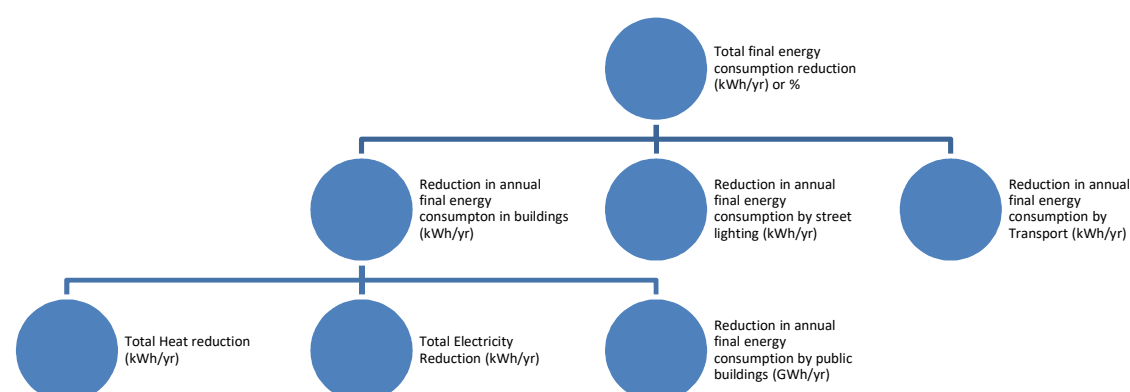 Total final energy
consumption reduction
(kWh/yr) or %
Reduction in annual
final energy
consumpton in buildings
(kWh/yr)
Reduction in annual
final energy
consumption by street
lighting (kWh/yr)
Reduction in annual
final energy
consumption by
Transport (kWh/yr)
Total Heat reduction
(kWh/yr)
Total Electricity
Reduction (kWh/yr)
Reduction in annual
final energy
consumption by public
buildings (GWh/yr)